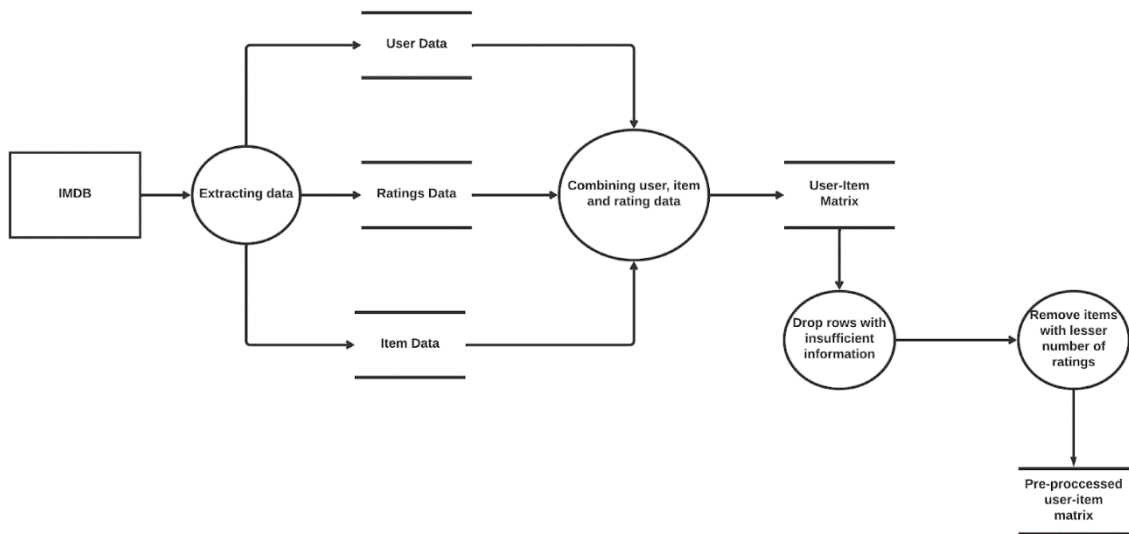 User Data
IMDB
Extracting data
Ratings Data
Combining user, item
and rating data
User-Item
Matrix
Item Data
Drop rows with
insufficient
information
Remove items
with lesser
number of
ratings
Pre-proccessed
user-item
matrix